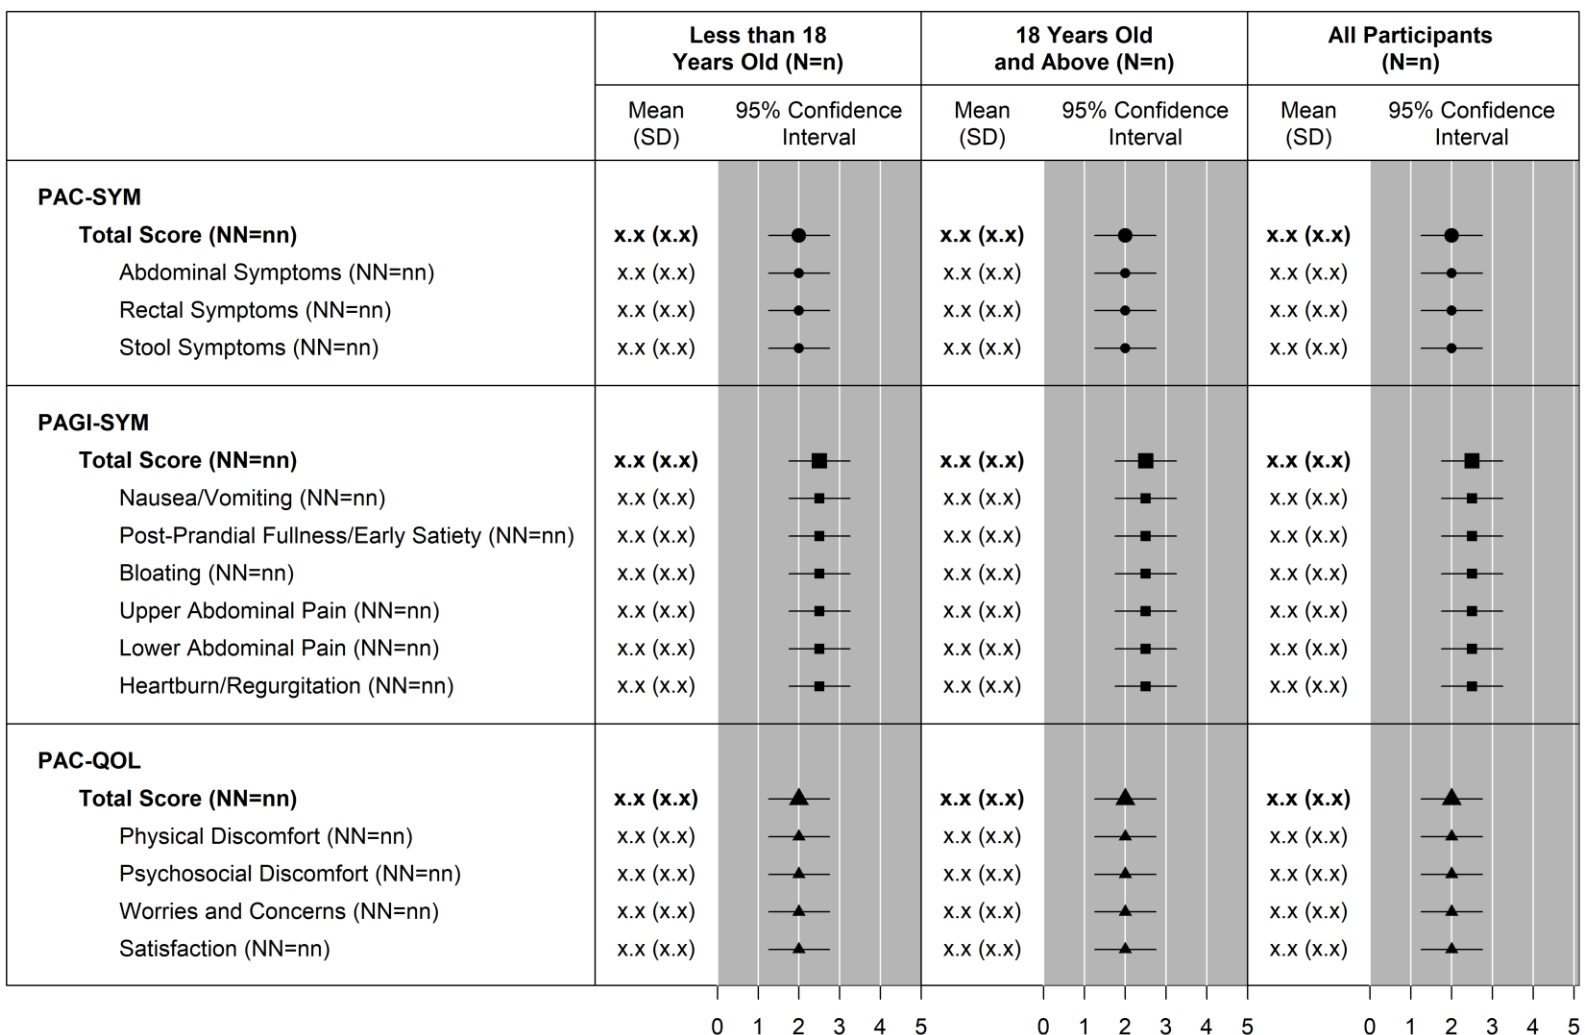 Less than 18
Years Old (N=n)
18 Years Old
and Above (N=n)
All Participants
(N=n)
Mean
(SD)
95% Confidence
Interval
Mean
(SD)
95% Confidence
Interval
Mean
(SD)
95% Confidence
Interval
PAC-SYM
Total Score (NN=nn) x.x (x.x) x.x (x.x) x.x (x.x)
Abdominal Symptoms (NN=nn) x.x (x.x) x.x (x.x) x.x (x.x)
Rectal Symptoms (NN=nn) x.x (x.x) x.x (x.x) x.x (x.x)
Stool Symptoms (NN=nn) x.x (x.x) x.x (x.x) x.x (x.x)
PAGI-SYM
Total Score (NN=nn) x.x (x.x) x.x (x.x) x.x (x.x)
Nausea/Vomiting (NN=nn) x.x (x.x) x.x (x.x) x.x (x.x)
Post-Prandial Fullness/Early Satiety (NN=nn) x.x (x.x) x.x (x.x) x.x (x.x)
Bloating (NN=nn) x.x (x.x) x.x (x.x) x.x (x.x)
Upper Abdominal Pain (NN=nn) x.x (x.x) x.x (x.x) x.x (x.x)
Lower Abdominal Pain (NN=nn) x.x (x.x) x.x (x.x) x.x (x.x)
Heartburn/Regurgitation (NN=nn) x.x (x.x) x.x (x.x) x.x (x.x)
PAC-QOL
Total Score (NN=nn) x.x (x.x) x.x (x.x) x.x (x.x)
Physical Discomfort (NN=nn) x.x (x.x) x.x (x.x) x.x (x.x)
Psychosocial Discomfort (NN=nn) x.x (x.x) x.x (x.x) x.x (x.x)
Worries and Concerns (NN=nn) x.x (x.x) x.x (x.x) x.x (x.x)
Satisfaction (NN=nn) x.x (x.x) x.x (x.x) x.x (x.x)
0 1 2 3 4 5 0 1 2 3 4 5 0 1 2 3 4 5